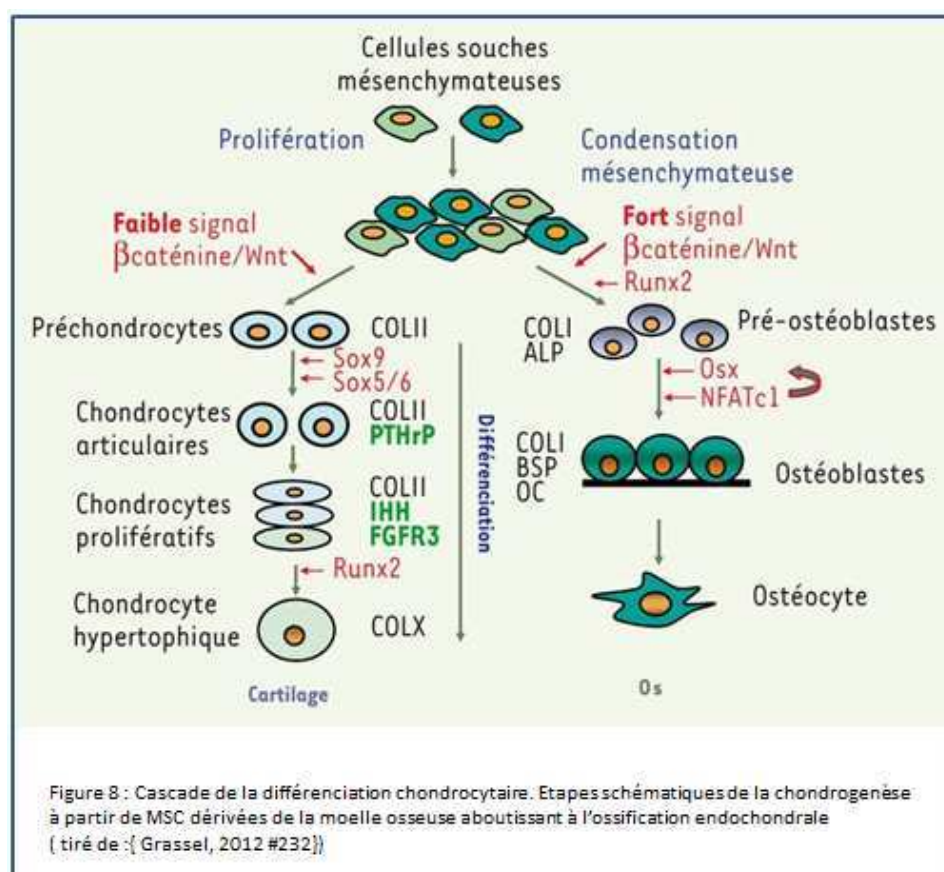 Cellules souches
mésenchymateuses
Prolifération
Condensation
mésenchymateuse
Faible signal
βcaténine/Wnt
Fort signal
βcaténine/Wnt
Runx2
Préchondrocytes
COLII
COLI
ALP
Pré-ostéoblastes
Sox9
Sox5/6
Osx
NFATc1
Chondrocytes
articulaires
COLII
PTHrP
Différenciation
COLI
BSP
OC
Ostéoblastes
Chondrocytes
prolifératifs
COLII
IHH
FGFR3
Runx2
Chondrocyte
hypertophique
COLX
Ostéocyte
Cartilage
Os
Figure 8 : Cascade de la différenciation chondrocytaire. Etapes schématiques de la chondrogenèse
à partir de MSC dérivées de la moelle osseuse aboutissant à l'ossification endochondrale
( tiré de :{ Grassel, 2012 #232})